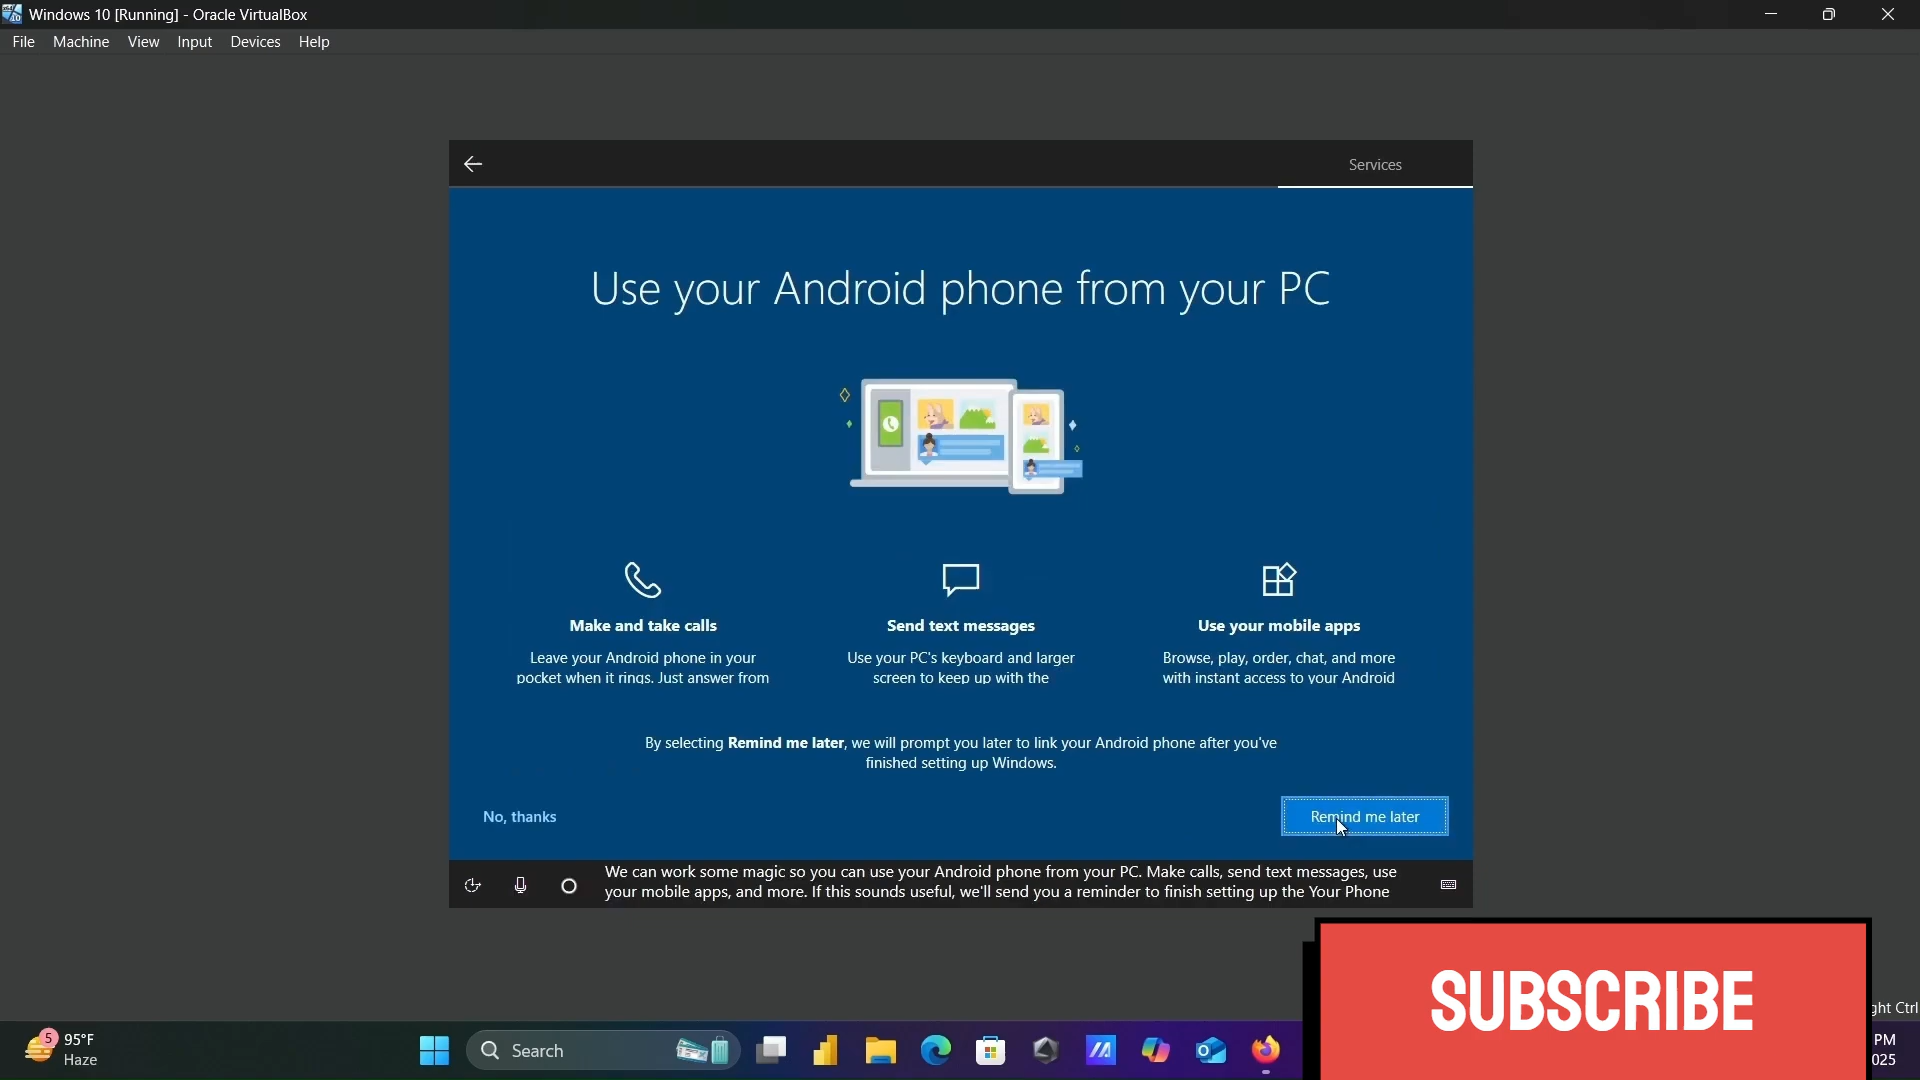 Windows 10 [Running] - Oracle VirtualBox
File Machine View Input Devices Help
Services
Use your Android phone from your PC
Make and take calls
Leave your Android phone in your
pocket when it rings. Just answer from
Send text messages
Use your PC's keyboard and larger
screen to keep up with the
Use your mobile apps
Browse, play, order, chat, and more
with instant access to your Android
By selecting Remind me later, we will prompt you later to link your Android phone after you've
finished setting up Windows.
No, thanks
Remind me later
We can work some magic so you can use your Android phone from your PC. Make calls, send text messages, use
your mobile apps, and more. If this sounds useful, we'll send you a reminder to finish setting up the Your Phone
SUBSCRIBE
ght Ctrl
5
95°F
Haze
Search
PM
025